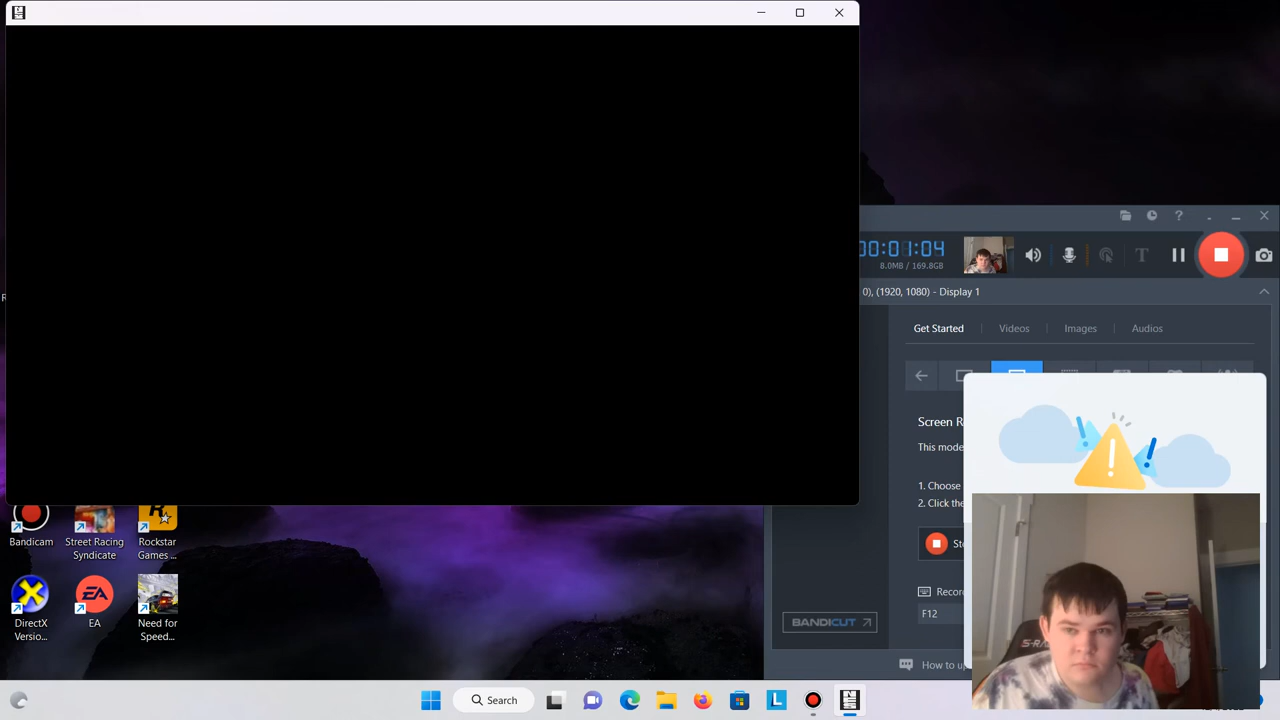 00:01:04
8.0MB / 169.8GB
0), (1920, 1080) - Display 1
Get Started
Videos
Images
Audios
Screen R
This mode
1. Choose
2. Click the
Record
F12
BANDICUT
How to u
Bandicam
Street Racing
Syndicate
Rockstar
Games ...
DirectX
Versio...
EA
EA
Need for
Speed...
Search